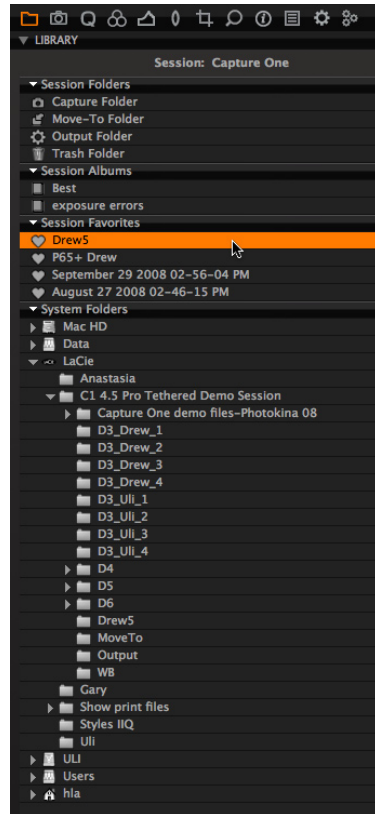 LIBRARY
Session: Capture One
Session Folders
Capture Folder
Move-To Folder
Output Folder
Trash Folder
Session Albums
Best
exposure errors
Session Favorites
Drew5
P65+ Drew
September 29 2008 02-56-04 PM
August 27 2008 02-46-15 PM
System Folders
Mac HD
Data
LaCie
Anastasia
C1 4.5 Pro Tethered Demo Session
Capture One demo files-Photokina 08
D3_Drew_1
D3_Drew_2
D3_Drew_3
D3_Drew_4
D3_Uli_1
D3_Uli_2
D3_Uli_3
D3_Uli_4
D4
D5
D6
Drew5
MoveTo
Output
WB
Gary
Show print files
Styles IIQ
Uli
ULI
Users
hla